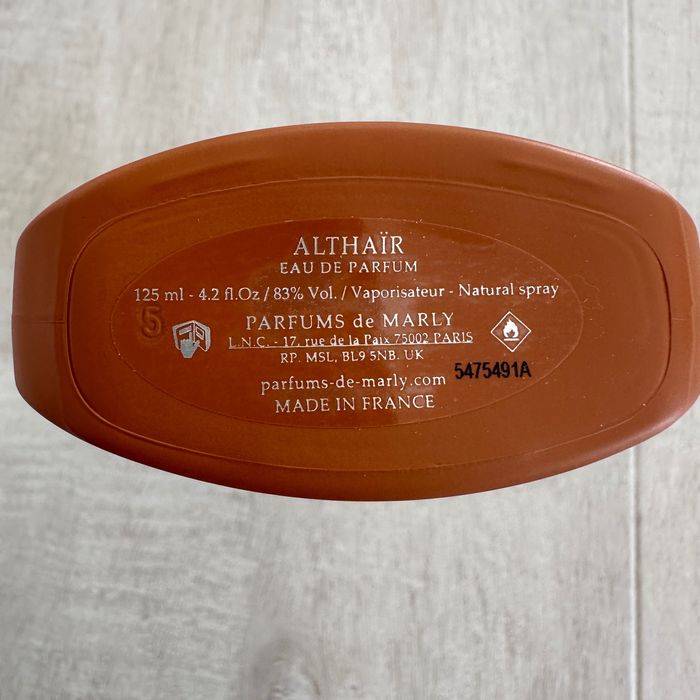 ALTHAÏR
EAU DE PARFUM
125 ml - 4.2 fl.Oz / 83% Vol. / Vaporisateur - Natural spray
5
PARFUMS de MARLY
L.N.C. - 17, rue de la Paix 75002 PARIS
RP. MSL, BL9 5NB. UK
parfums-de-marly.com 5475491A
MADE IN FRANCE